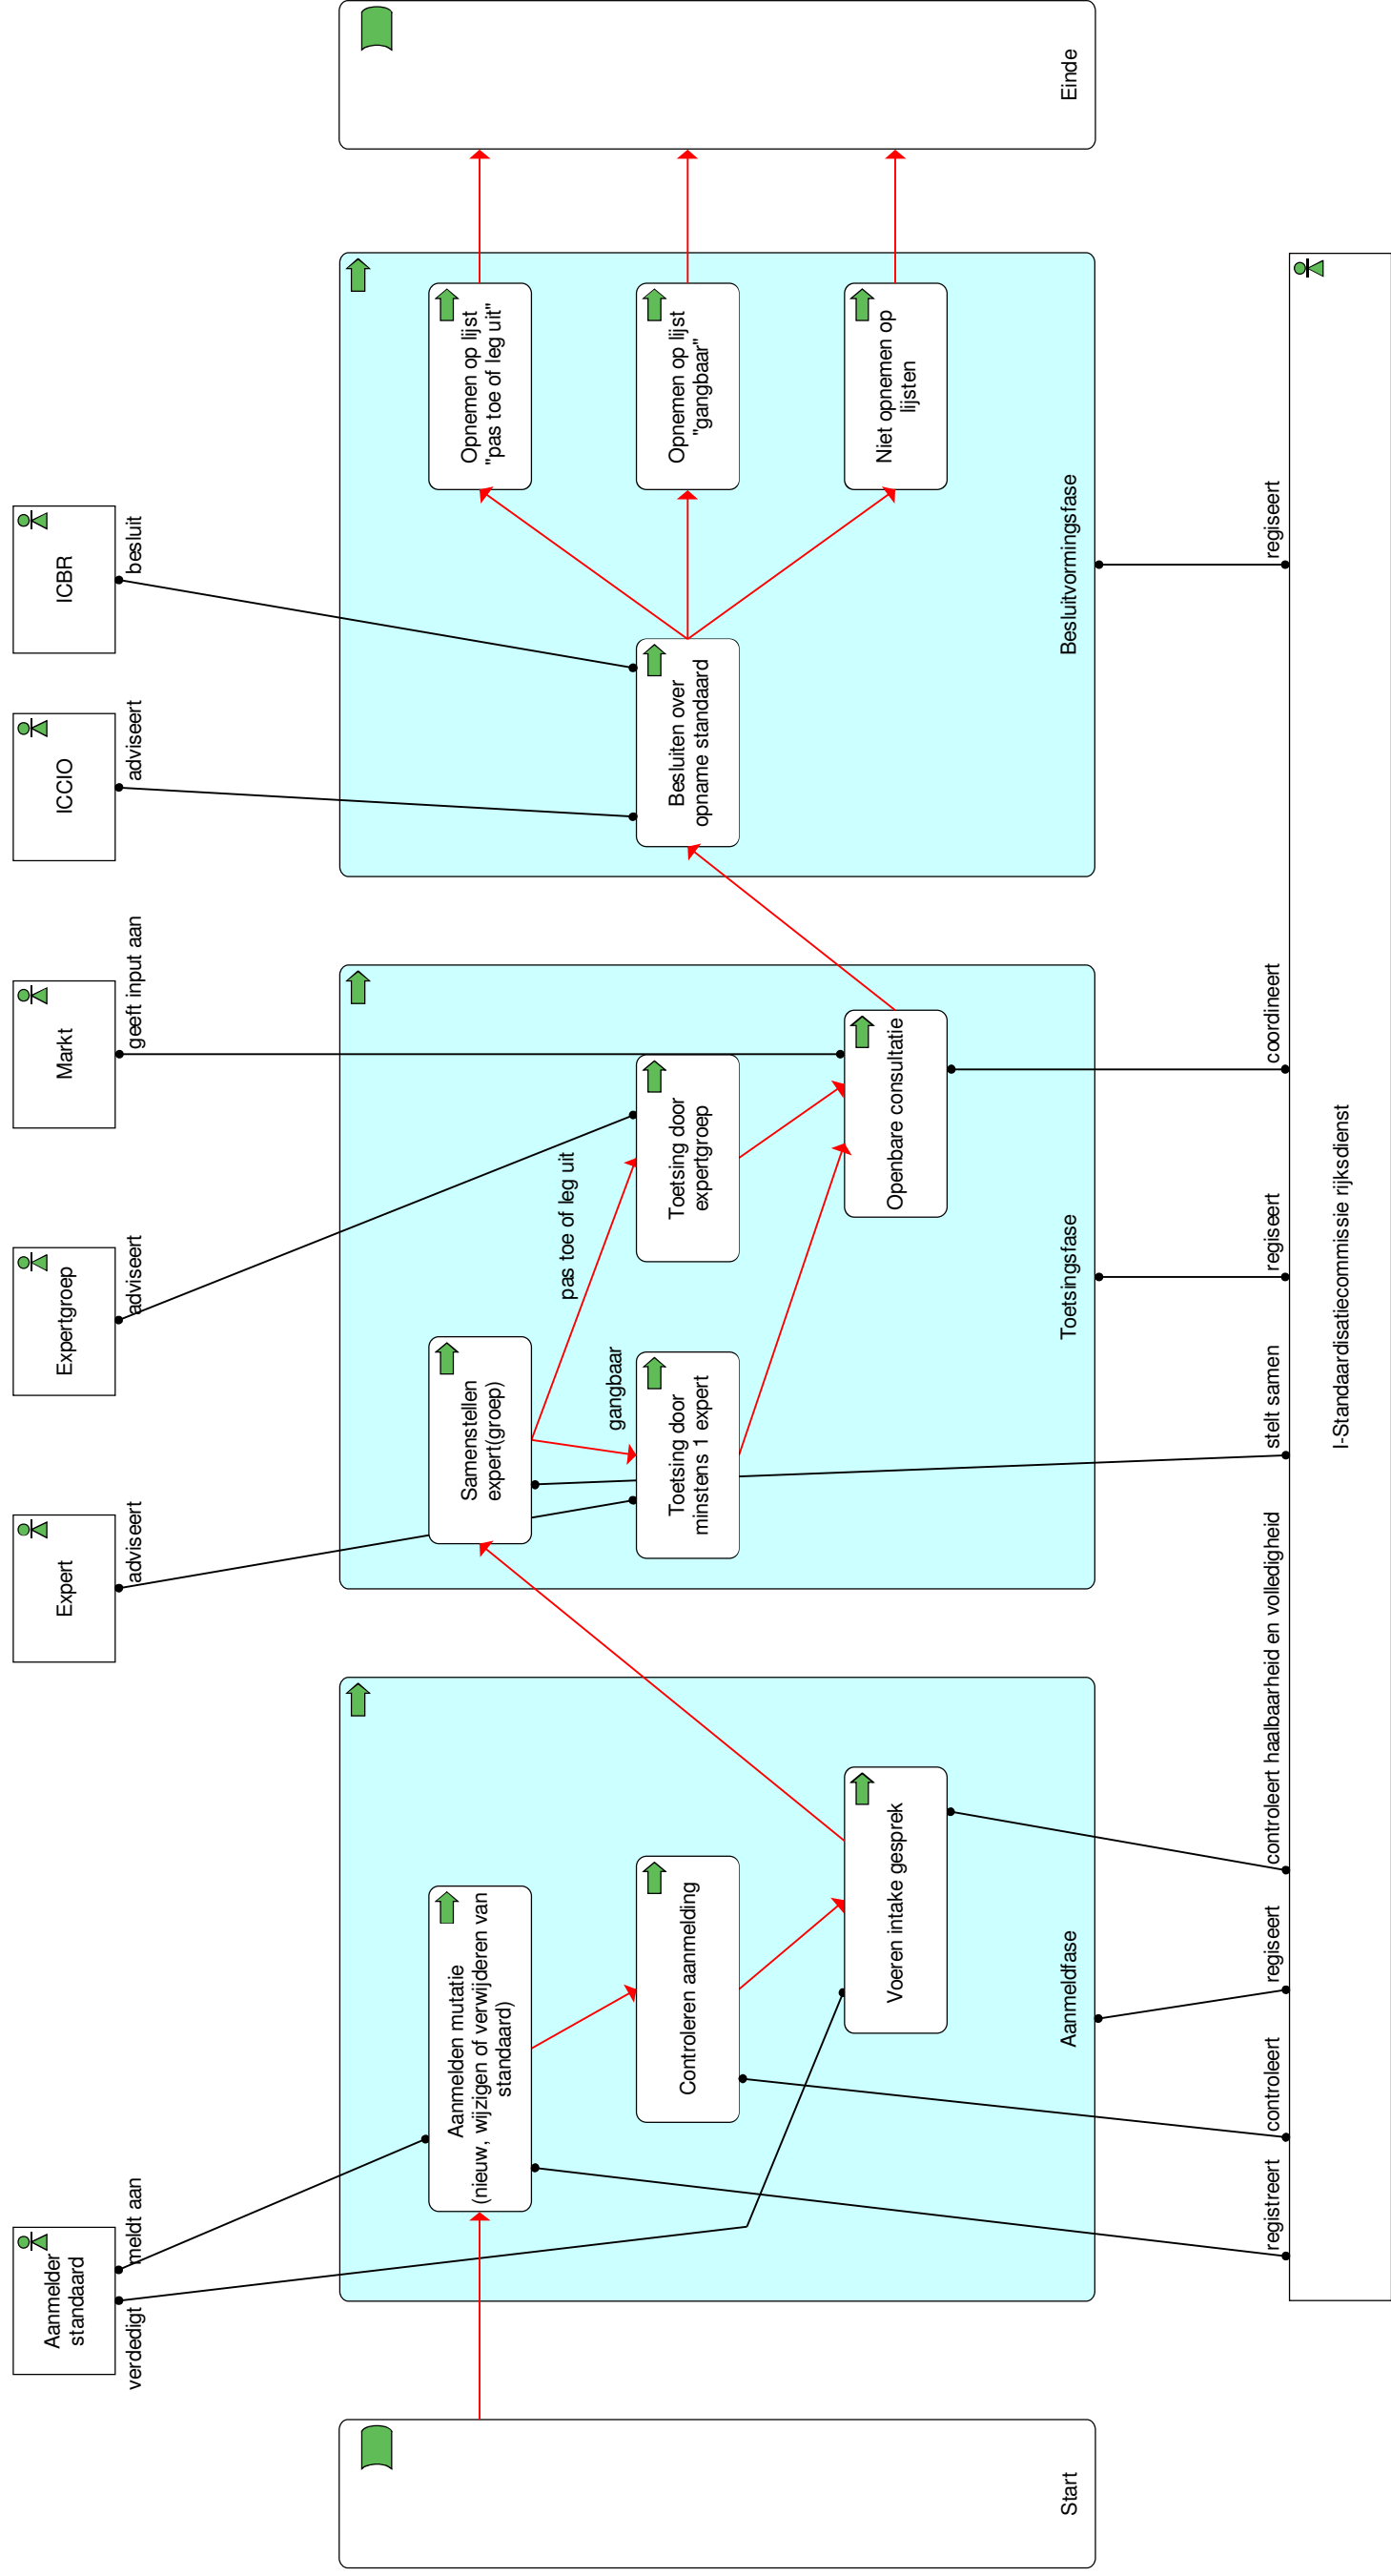 Aanmelder
standaard
Expert
Expertgroep
Markt
ICCIO
ICBR
verdedigt
meldt aan
adviseert
adviseert
geeft input aan
adviseert
besluit
Start
Aanmelden mutatie
(nieuw, wijzigen of verwijderen van
standaard)
Controleren aanmelding
Voeren intake gesprek
Aanmeldfase
Samenstellen
expert(groep)
gangbaar
pas toe of leg uit
Toetsing door
minstens 1 expert
Toetsing door
expertgroep
Openbare consultatie
Toetsingsfase
Besluiten over
opname standaard
Opnemen op lijst
"pas toe of leg uit"
Opnemen op lijst
"gangbaar"
Niet opnemen op
lijsten
Besluitvormingsfase
Einde
registreert
controleert
regiseert
controleert haalbaarheid en volledigheid
stelt samen
regiseert
coordineert
regiseert
I-Standaardisatiecommissie rijksdienst